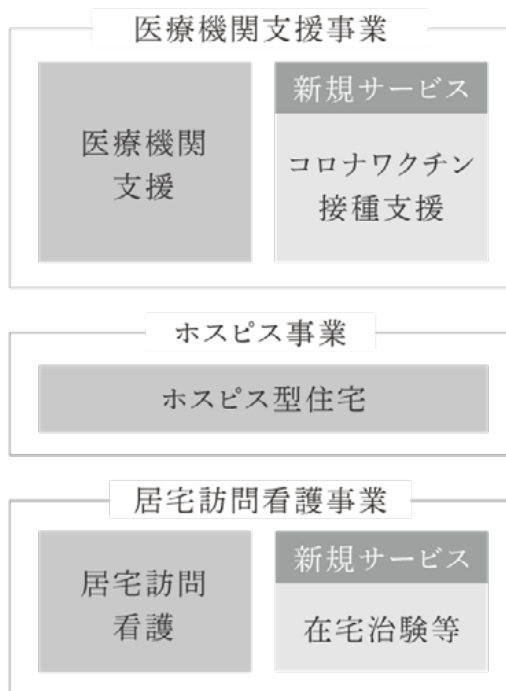 医療機関支援事業
医療機関
支援
新規サービス
コロナワクチン
接種支援
ホスピス事業
ホスピス型住宅
居宅訪問看護事業
居宅訪問
看護
新規サービス
在宅治験等